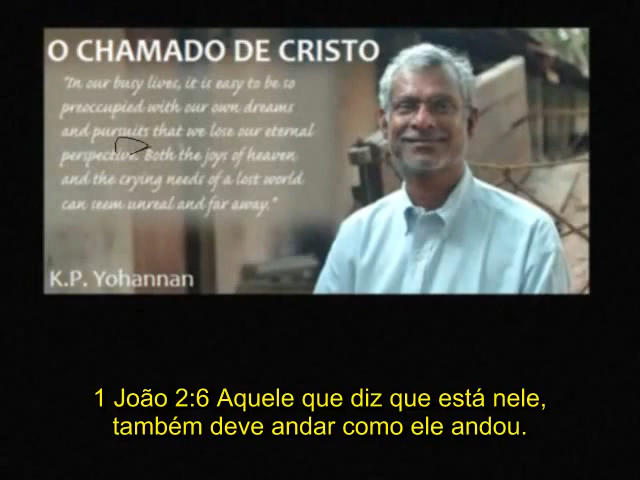 O CHAMADO DE CRISTO
"In our busy lives, it is easy to be so
preoccupied with our own dreams
and pursuits that we lose our eternal
perspective. Both the joys of heaven
and the crying needs of a lost world
can seem unreal and far away."
K.P. Yohannan
1 João 2:6 Aquele que diz que está nele,
também deve andar como ele andou.